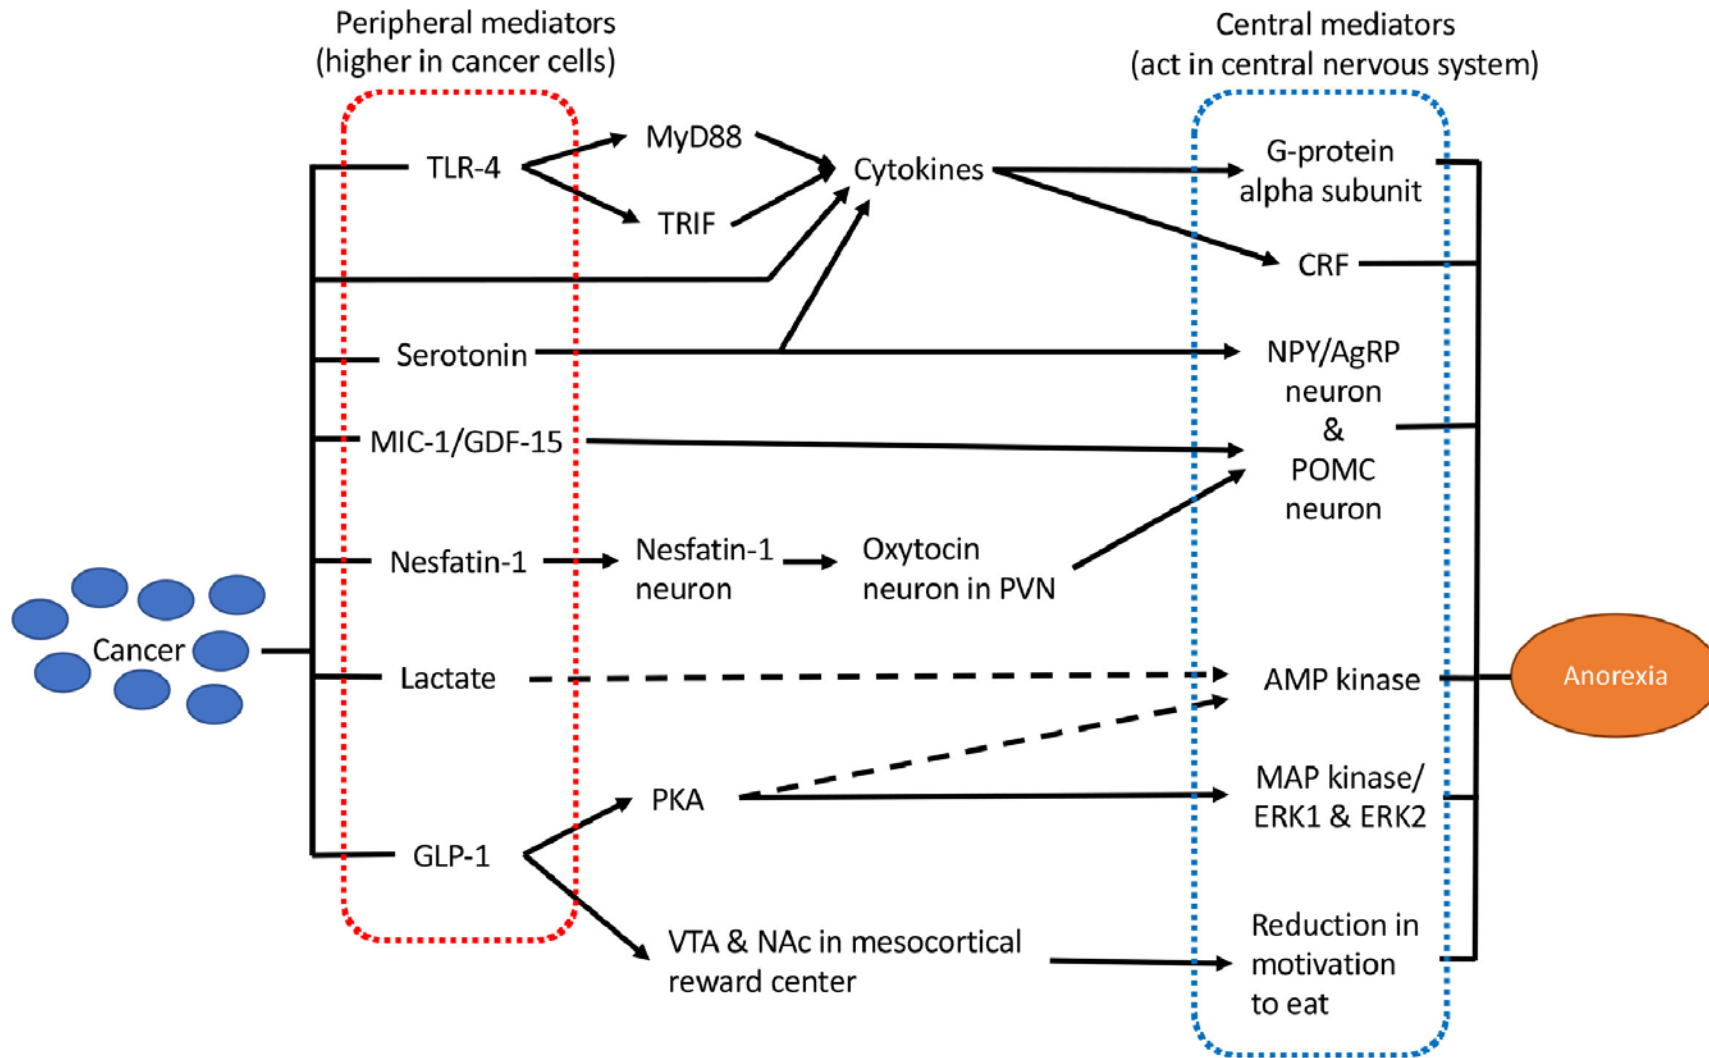 Peripheral mediators
(higher in cancer cells)
Central mediators
(act in central nervous system)
TLR-4
MyD88
TRIF
Cytokines
G-protein
alpha subunit
CRF
Serotonin
NPY/AgRP
neuron
&
POMC
neuron
MIC-1/GDF-15
Nesfatin-1
Nesfatin-1
neuron
Oxytocin
neuron in PVN
Cancer
Lactate
AMP kinase
Anorexia
GLP-1
PKA
MAP kinase/
ERK1 & ERK2
VTA & NAc in mesocortical
reward center
Reduction in
motivation
to eat